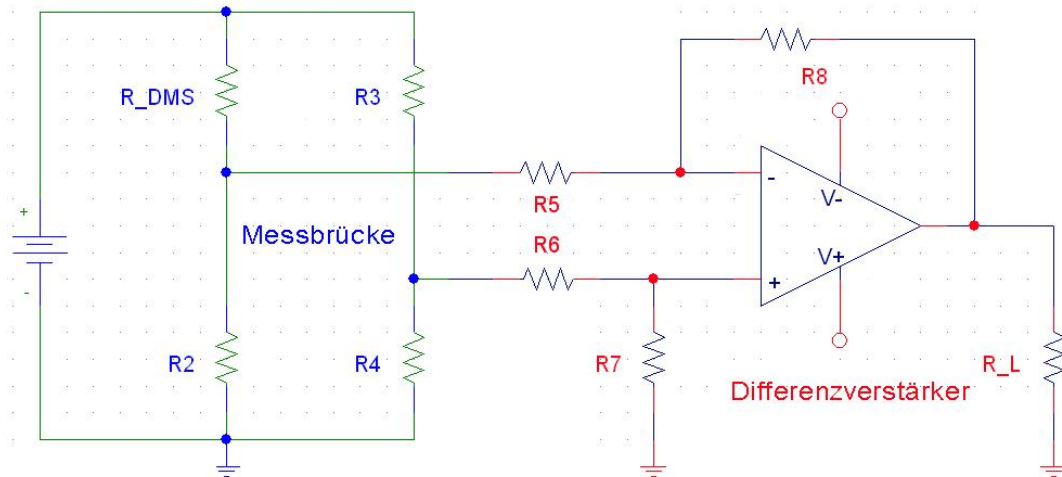 R8
R_DMS
R3
-
V-
R5
+
Messbrücke
R6
V+
-
+
R2
R4
R7
R_L
Differenzverstärker